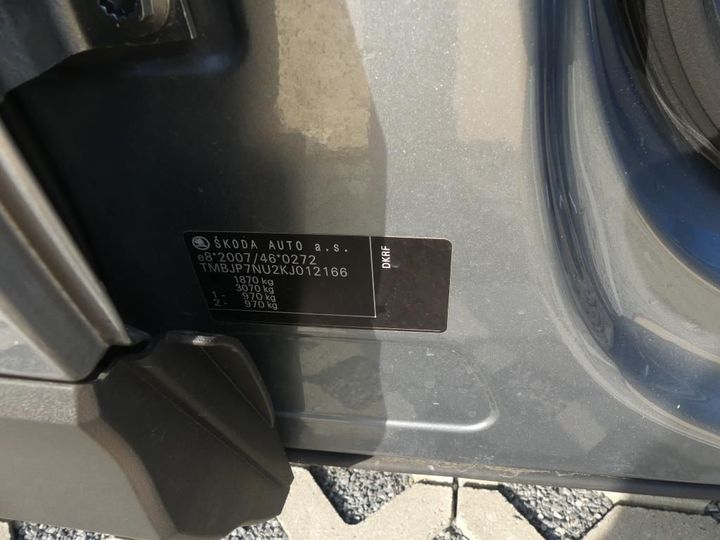 ŠKODA AUTO a.s.
e8*2007/46*0272
TMBJP7NU2KJ012166
1870 kg
3070 kg
1 - 970 kg
2 - 970 kg
DKRF